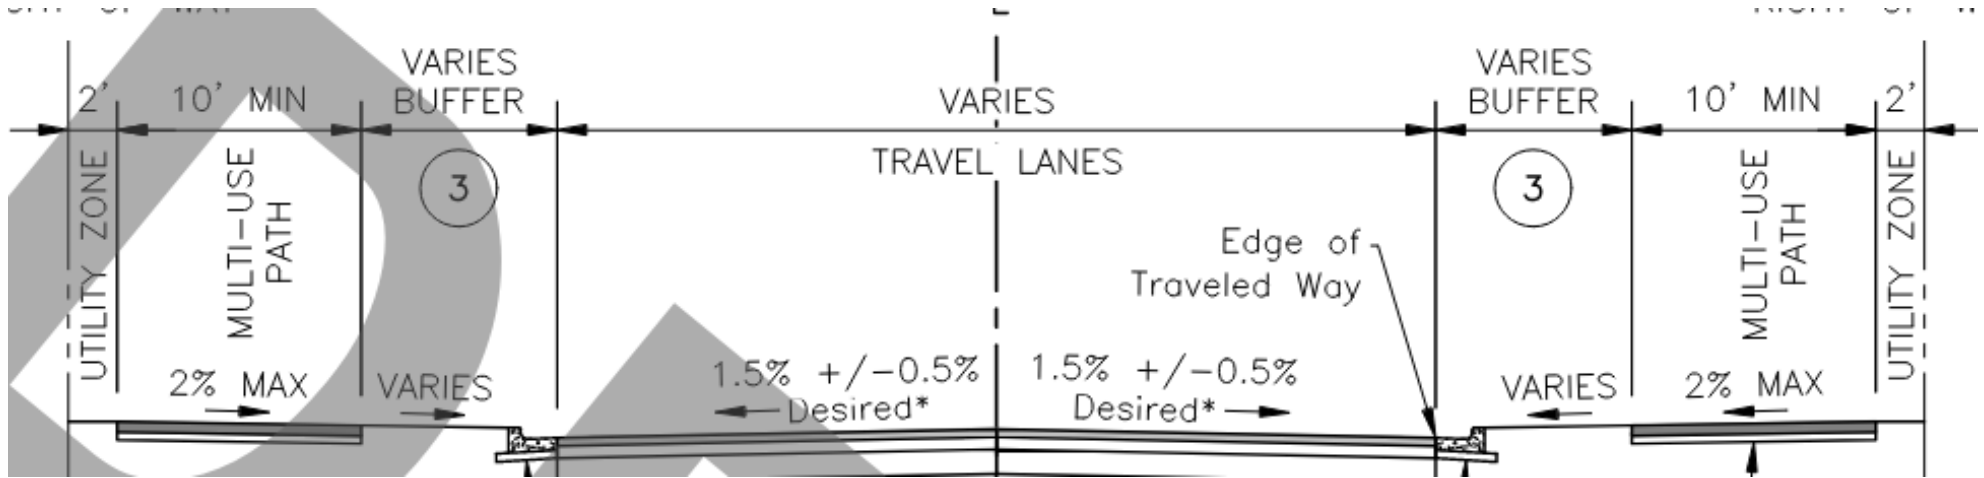 VARIES
BUFFER
VARIES
BUFFER
2'
10' MIN
VARIES
10' MIN
2'
TRAVEL LANES
3
3
UTILITY ZONE
MULTI-USE
PATH
MULTI-USE
PATH
UTILITY ZONE
Edge of
Traveled Way
2% MAX
VARIES
1.5% +/-0.5%
Desired*
1.5% +/-0.5%
Desired*
VARIES
2% MAX